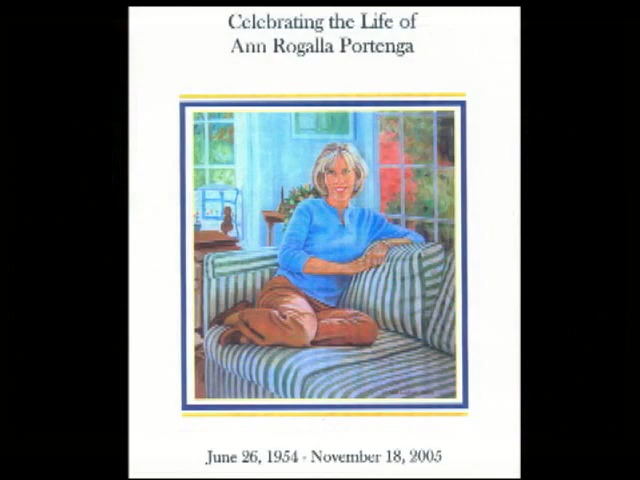 Celebrating the Life of
Ann Rogalla Portenga
June 26, 1954 - November 18, 2005